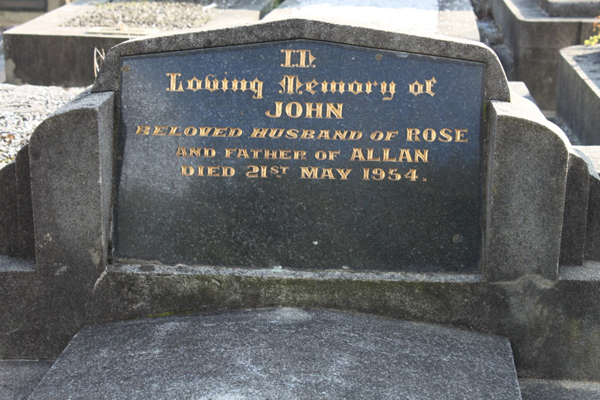 In
Loving Memory of
JOHN
BELOVED HUSBAND OF ROSE
AND FATHER OF ALLAN
DIED 21ST MAY 1954.